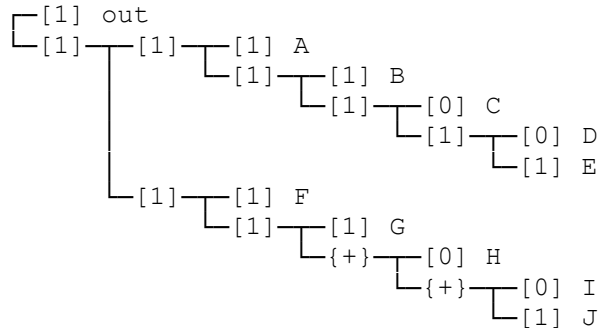 [1] out
[1] [1] [1] A
[1] [1] B
[1] [0] C
[1] [0] D
[1] E
[1] [1] F
[1] [1] G
{+} [0] H
{+} [0] I
[1] J